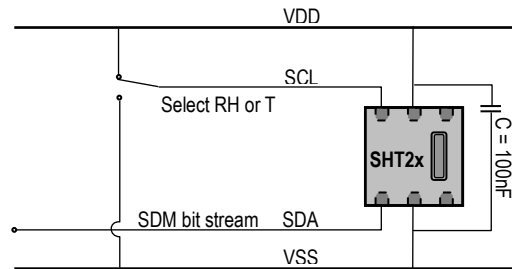 VDD
SCL
Select RH or T
SHT2x
C = 100nF
SDM bit stream SDA
VSS